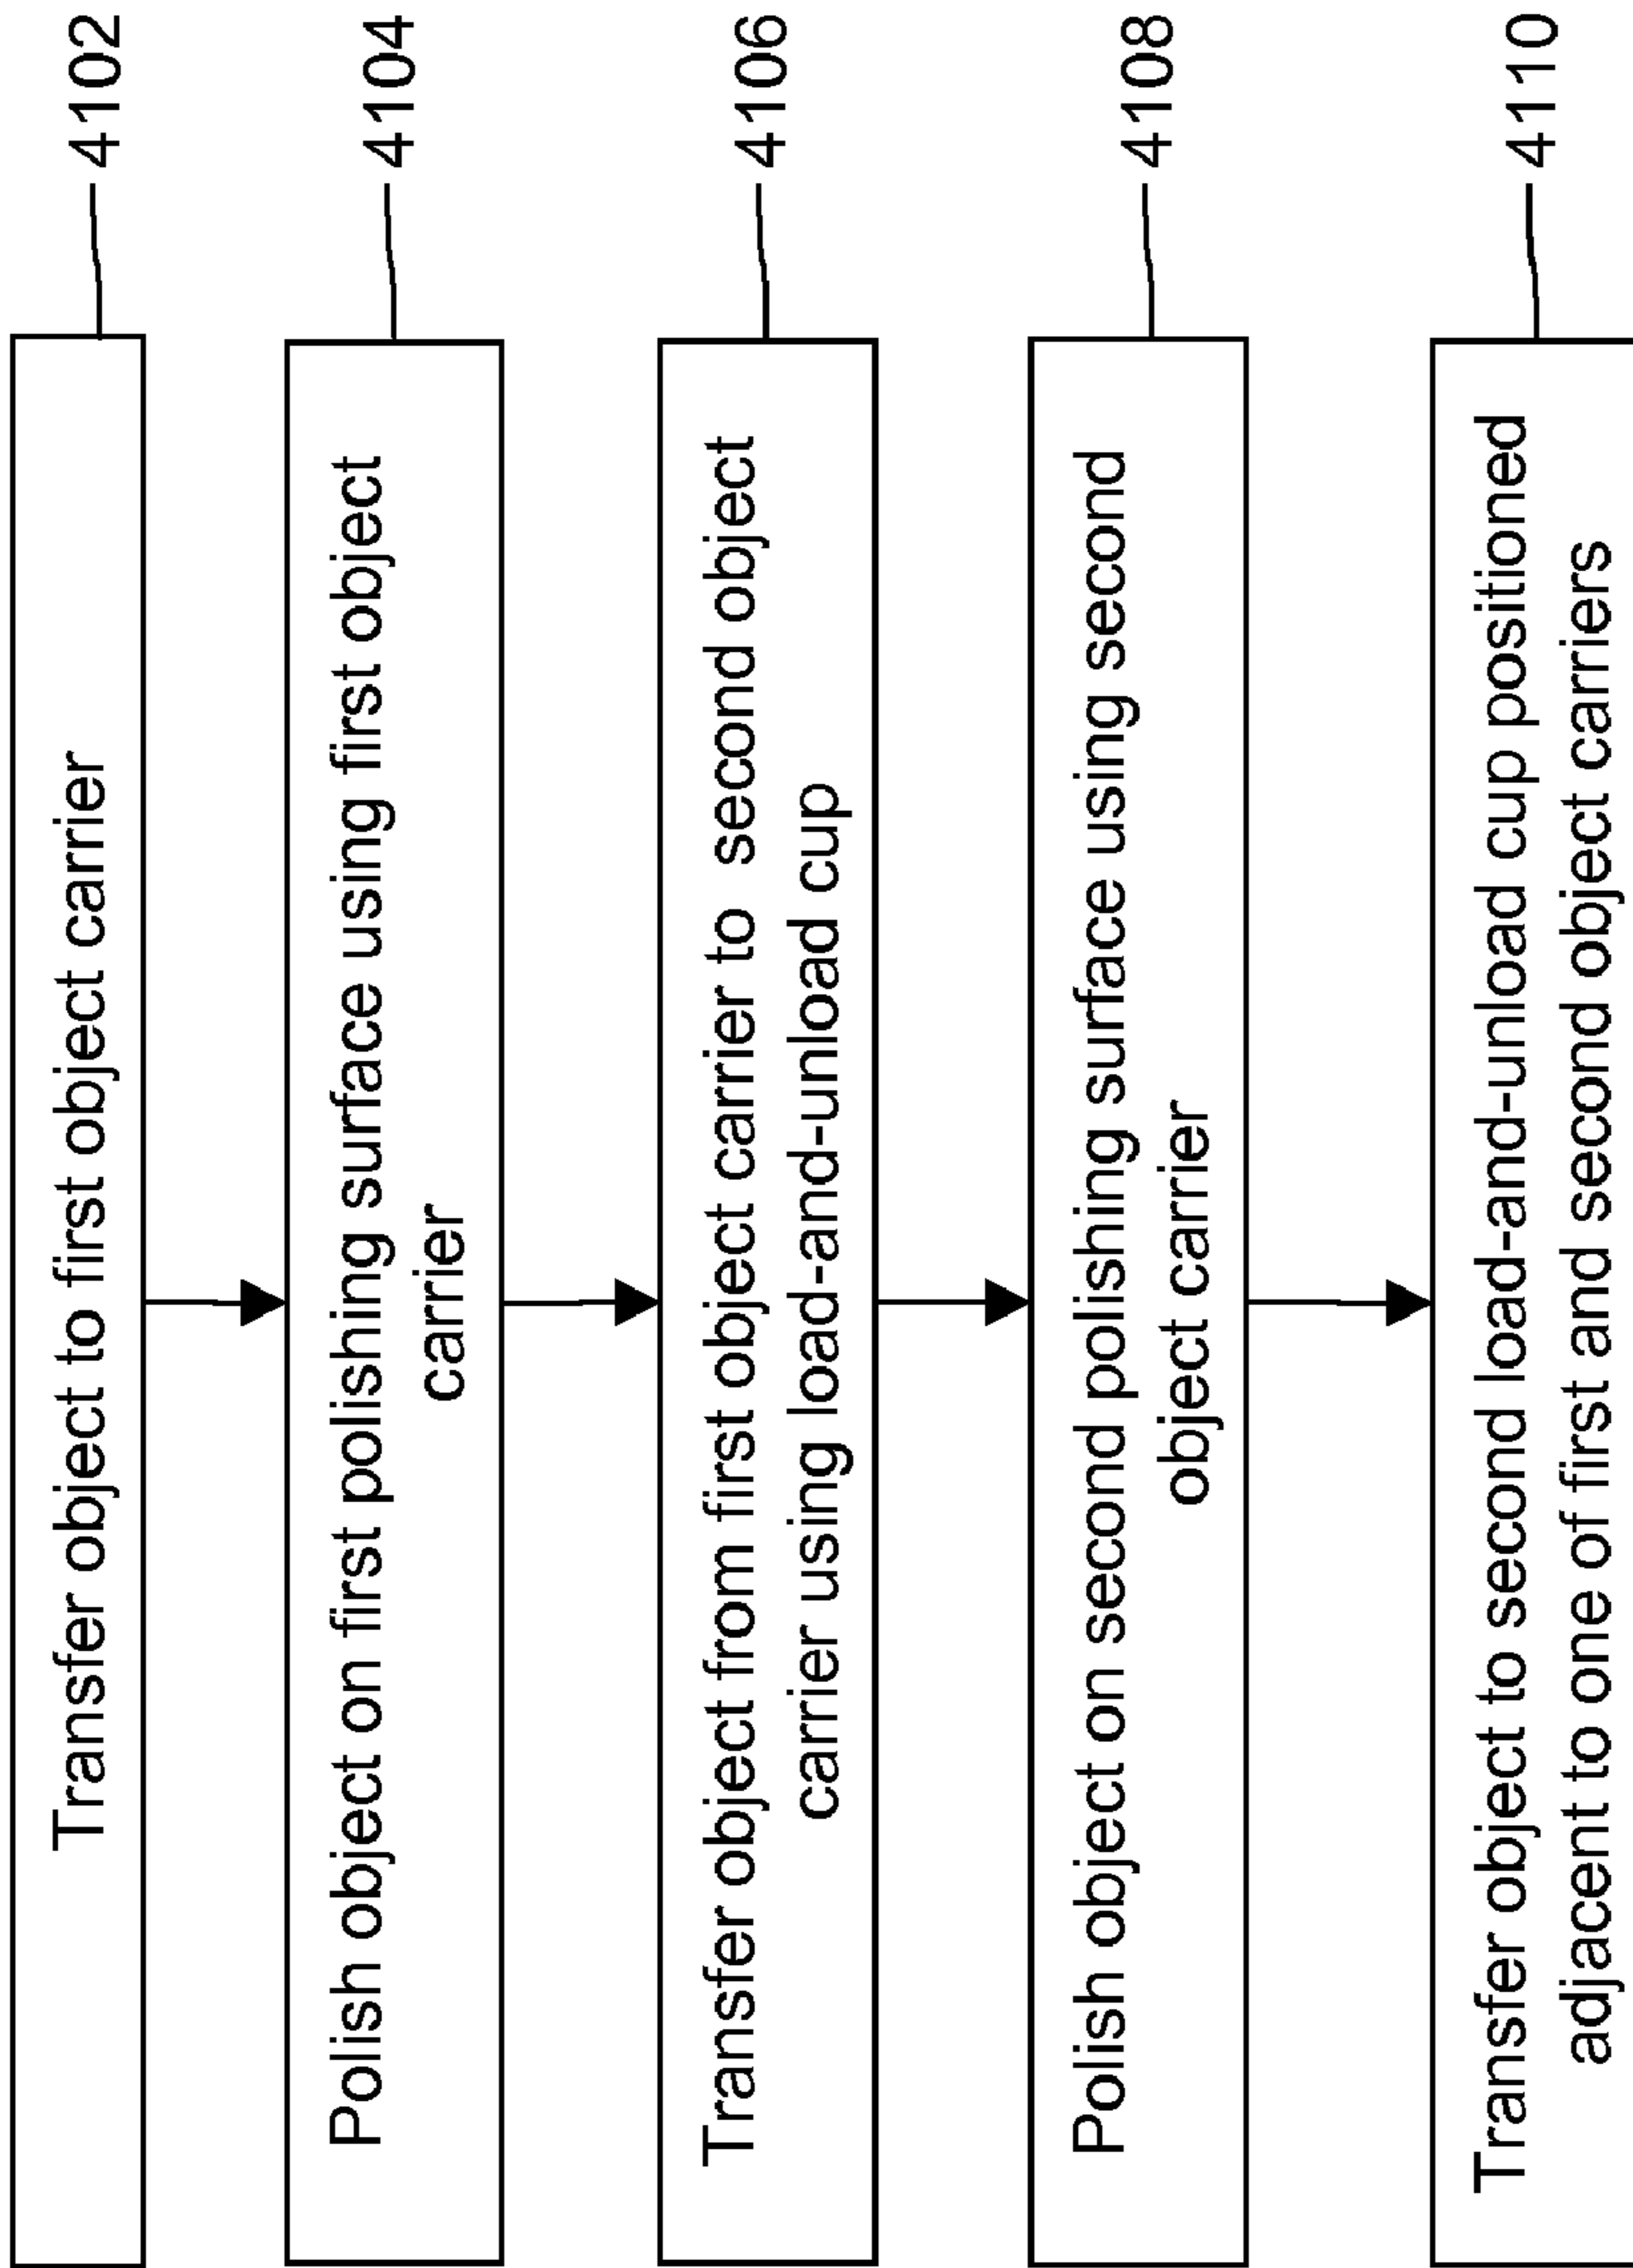 Transfer object to first object carrier
4102
Polish object on first polishing surface using first object
carrier
4104
Transfer object from first object carrier to second object
carrier using load-and-unload cup
4106
Polish object on second polishing surface using second
object carrier
4108
Transfer object to second load-and-unload cup positioned
adjacent to one of first and second object carriers
4110